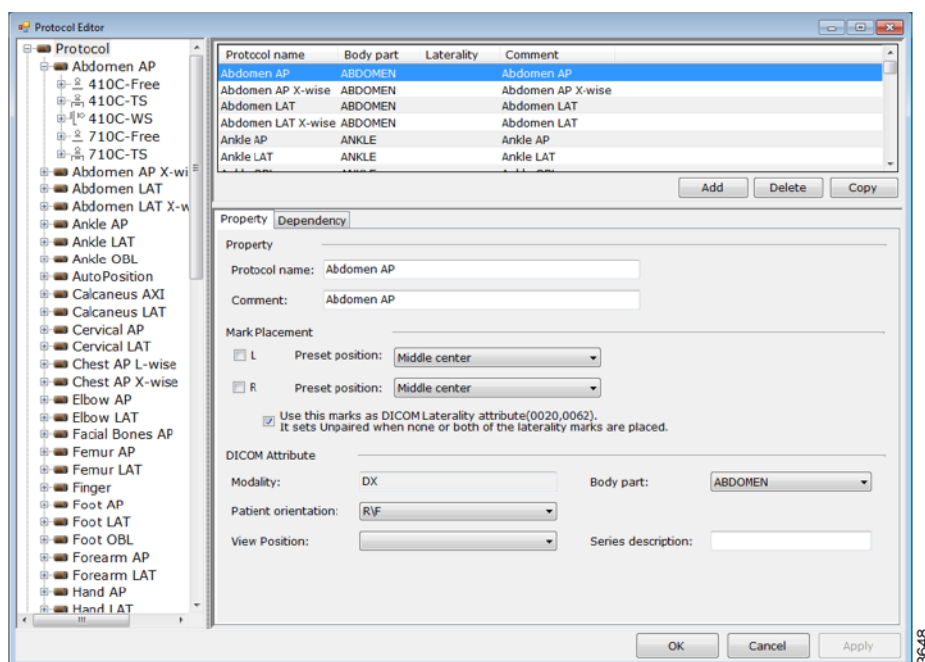 Protocol Editor
Protocol
Abdomen AP
410C-Free
410C-TS
410C-WS
710C-Free
710C-TS
Abdomen AP X-wi
Abdomen LAT
Abdomen LAT X-w
Ankle AP
Ankle LAT
Ankle OBL
AutoPosition
Calcaneus AXI
Calcaneus LAT
Cervical AP
Cervical LAT
Chest AP L-wise
Chest AP X-wise
Elbow AP
Elbow LAT
Facial Bones AP
Femur AP
Femur LAT
Finger
Foot AP
Foot LAT
Foot OBL
Forearm AP
Forearm LAT
Hand AP
Hand LAT
Protocol name Body part Laterality Comment
Abdomen AP ABDOMEN Abdomen AP
Abdomen AP X-wise ABDOMEN Abdomen AP X-wise
Abdomen LAT ABDOMEN Abdomen LAT
Abdomen LAT X-wise ABDOMEN Abdomen LAT
Ankle AP ANKLE Ankle AP
Ankle LAT ANKLE Ankle LAT
Add Delete Copy
Property Dependency
Property
Protocol name: Abdomen AP
Comment: Abdomen AP
Mark Placement
L Preset position: Middle center
R Preset position: Middle center
Use this marks as DICOM Laterality attribute(0020,0062).
It sets Unpaired when none or both of the laterality marks are placed.
DICOM Attribute
Modality: DX Body part: ABDOMEN
Patient orientation: R\F
View Position: Series description:
OK Cancel Apply